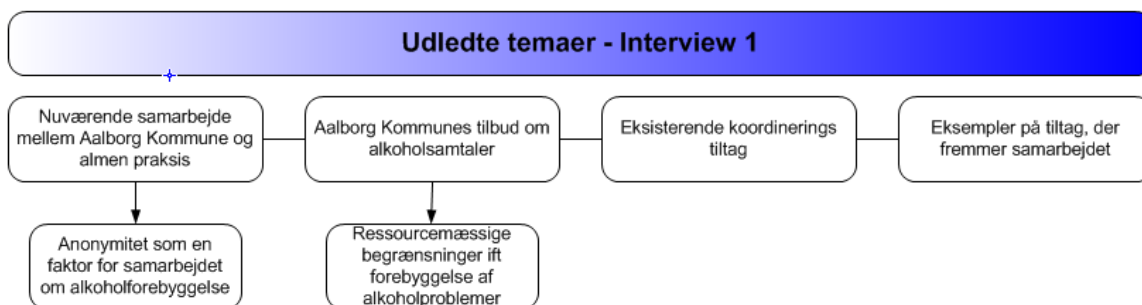 Udledte temaer - Interview 1
Nuværende samarbejde
mellem Aalborg Kommune og
almen praksis
Aalborg Kommunes tilbud om
alkoholsamtaler
Eksisterende koordinerings
tiltag
Eksempler på tiltag, der
fremmer samarbejdet
Anonymitet som en
faktor for samarbejdet
om alkoholforebyggelse
Ressourcemæssige
begrænsninger ift
forebyggelse af
alkoholproblemer